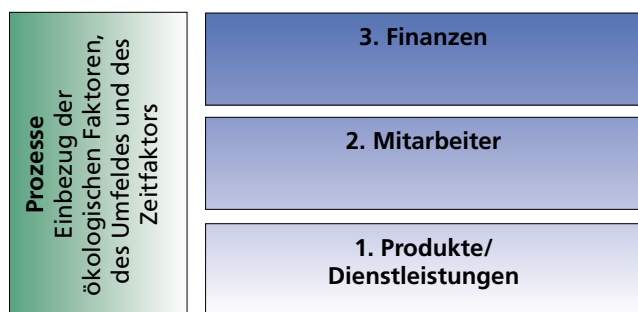 Prozesse
Einbezug der
ökologischen Faktoren,
des Umfeldes und des
Zeitfaktors
3. Finanzen
2. Mitarbeiter
1. Produkte/
Dienstleistungen